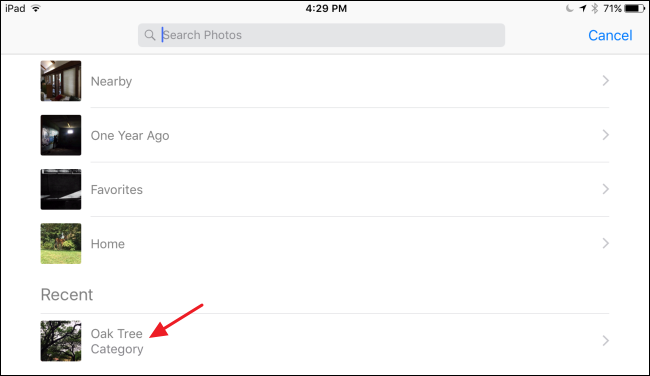 iPad 4:29 PM 71%
Search Photos Cancel
Nearby
One Year Ago
Favorites
Home
Recent
Oak Tree
Category